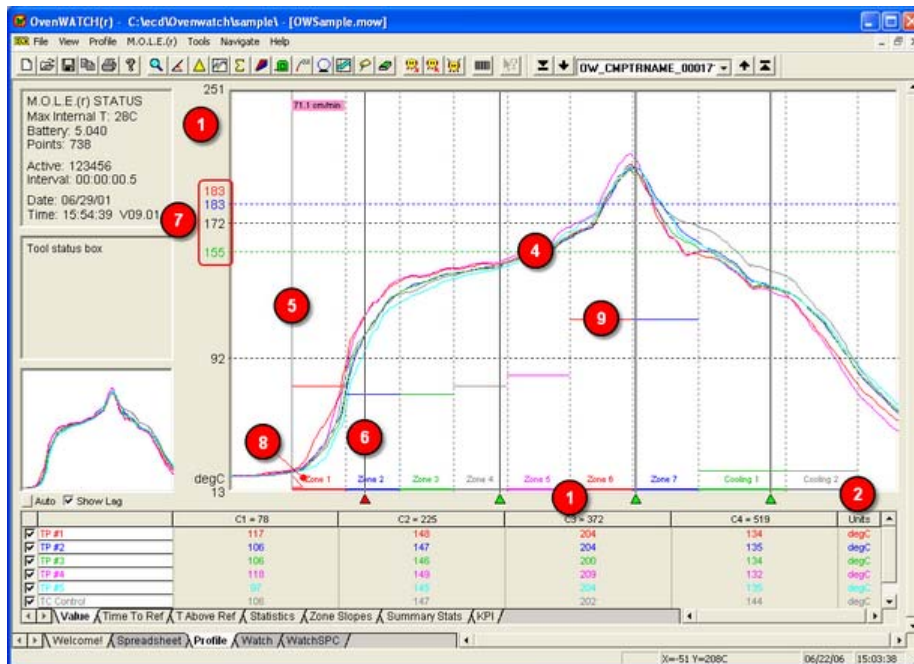 OvenWATCH(r) - C:\ecd\Ovenwatch\sample\ - [OWSample.mow]
File View Profile M.O.L.E.(r) Tools Navigate Help
OW_CMPTRNAME_00017
M.O.L.E.(r) STATUS
Max Internal T: 28C
Battery: 5.040
Points: 738
Active: 123456
Interval: 00:00:00.5
Date: 06/29/01
Time: 15:54:39 V09.01
Tool status box
Auto Show Lag
251
1
71.1 cm/min
183
183
7
172
155
4
5
9
92
6
8
degC
13
Zone 1 Zone 2 Zone 3 Zone 4 Zone 5 Zone 6 Zone 7 Cooling 1 Cooling 2
1
2
C1 = 78 C2 = 225 C3 = 372 C4 = 519 Units
TP #1 117 148 204 134 degC
TP #2 106 147 204 135 degC
TP #3 106 146 200 134 degC
TP #4 118 149 209 132 degC
TP #5 97 145 204 134 degC
TC Control 106 147 202 144 degC
Value Time To Ref T Above Ref Statistics Zone Slopes Summary Stats KPI
Welcome! Spreadsheet Profile Watch WatchSPC
X=-51 Y=208C 06/22/06 15:03:38